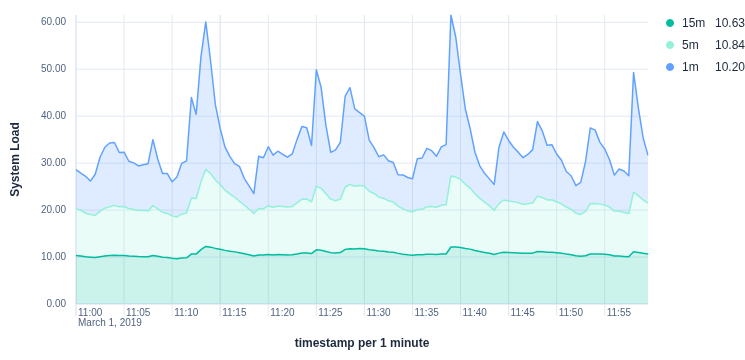 60.00
50.00
40.00
30.00
20.00
10.00
0.00
System Load
11:00 11:05 11:10 11:15 11:20 11:25 11:30 11:35 11:40 11:45 11:50 11:55
March 1, 2019
timestamp per 1 minute
15m 10.63
5m 10.84
1m 10.20